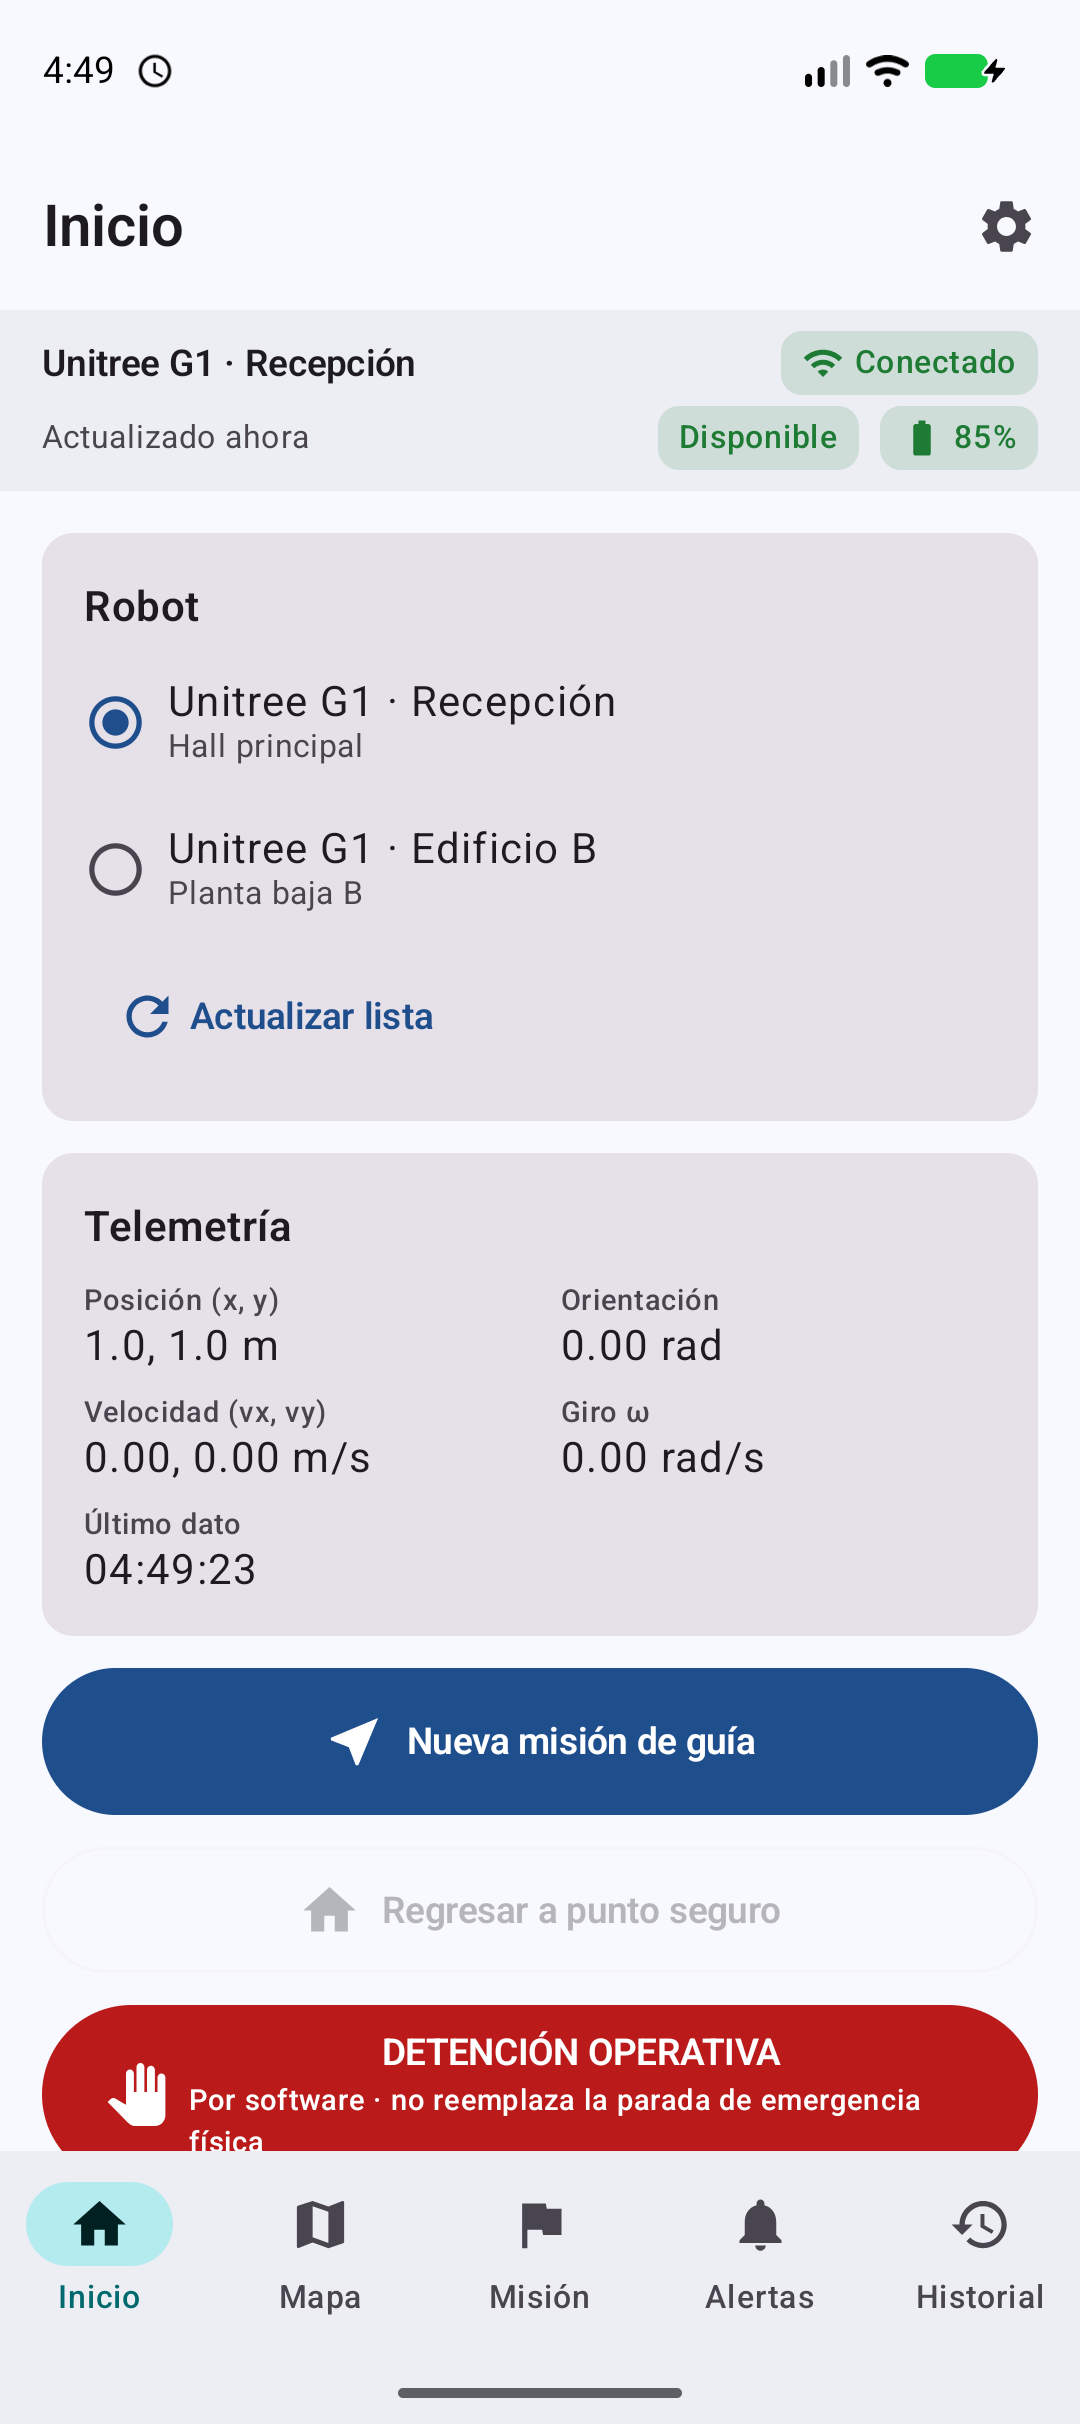 4:49
Inicio
Unitree G1 · Recepción
Conectado
Actualizado ahora
Disponible
85%
Robot
Unitree G1 · Recepción
Hall principal
Unitree G1 · Edificio B
Planta baja B
Actualizar lista
Telemetría
Posición (x, y)
Orientación
1.0, 1.0 m
0.00 rad
Velocidad (vx, vy)
Giro ω
0.00, 0.00 m/s
0.00 rad/s
Último dato
04:49:23
Nueva misión de guía
Regresar a punto seguro
DETENCIÓN OPERATIVA
Por software · no reemplaza la parada de emergencia
física
Inicio
Mapa
Misión
Alertas
Historial